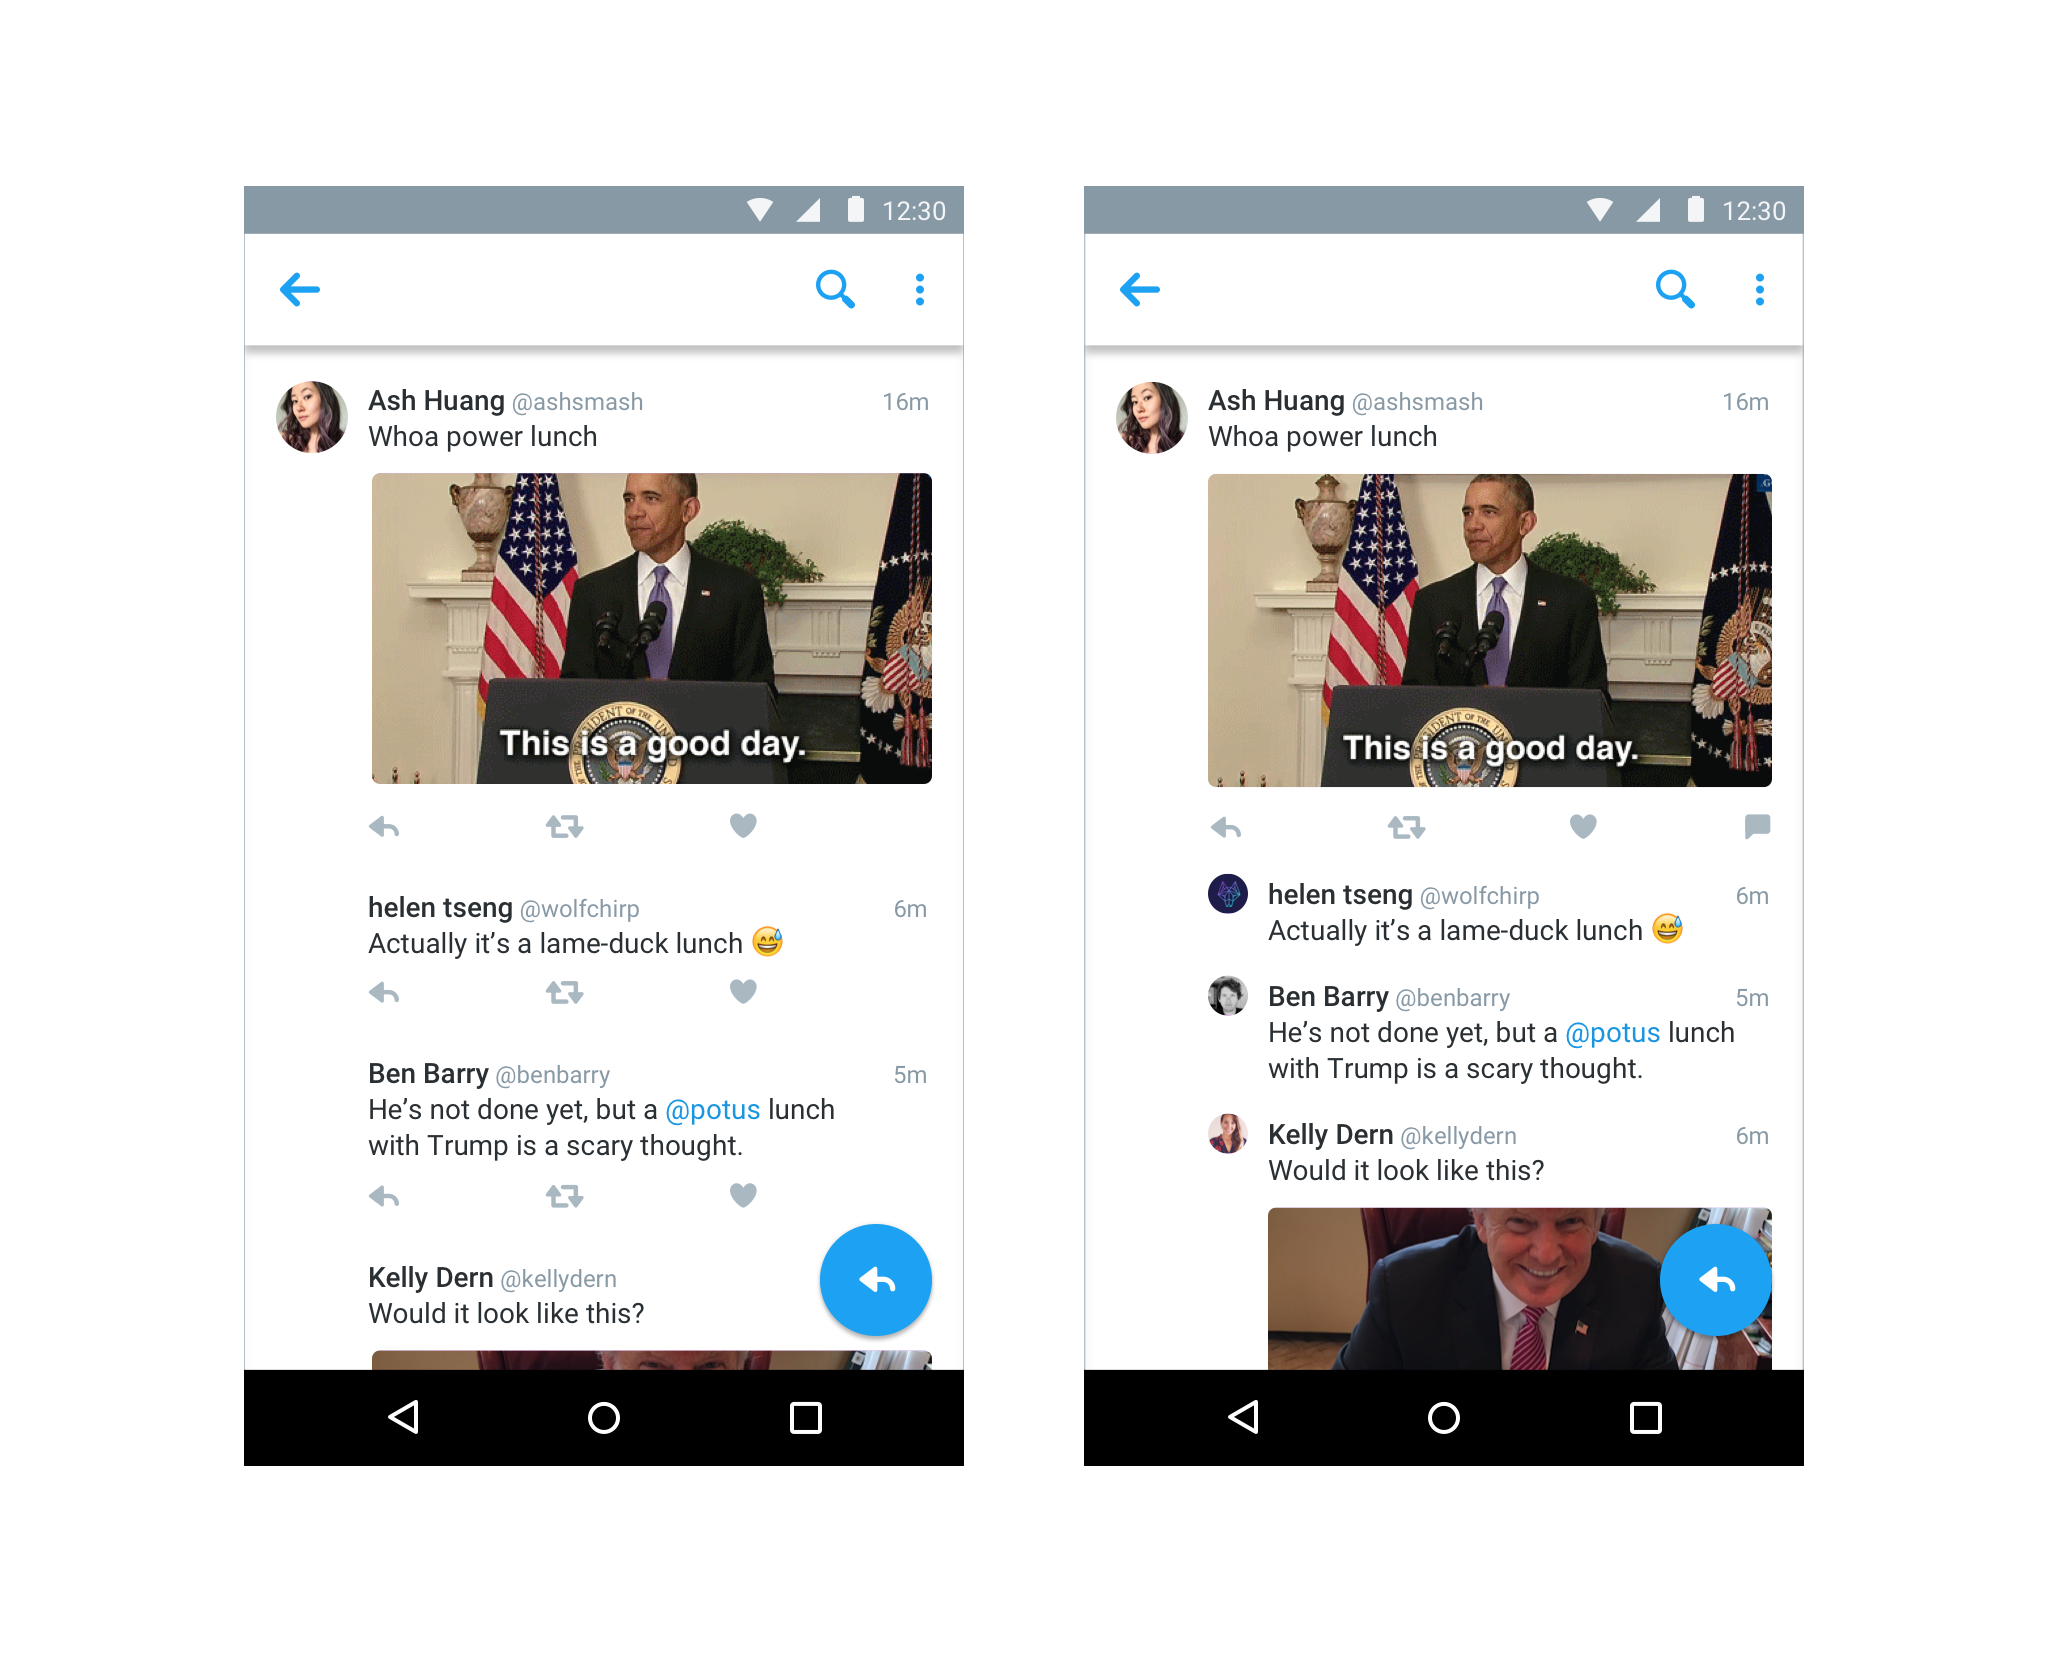 12:30
Ash Huang @ashsmash 16m
Whoa power lunch
This is a good day.
helen tseng @wolfchirp 6m
Actually it’s a lame-duck lunch 😅
Ben Barry @benbarry 5m
He’s not done yet, but a @potus lunch
with Trump is a scary thought.
Kelly Dern @kellydern
Would it look like this?
12:30
Ash Huang @ashsmash 16m
Whoa power lunch
This is a good day.
helen tseng @wolfchirp 6m
Actually it’s a lame-duck lunch 😅
Ben Barry @benbarry 5m
He’s not done yet, but a @potus lunch
with Trump is a scary thought.
Kelly Dern @kellydern 6m
Would it look like this?